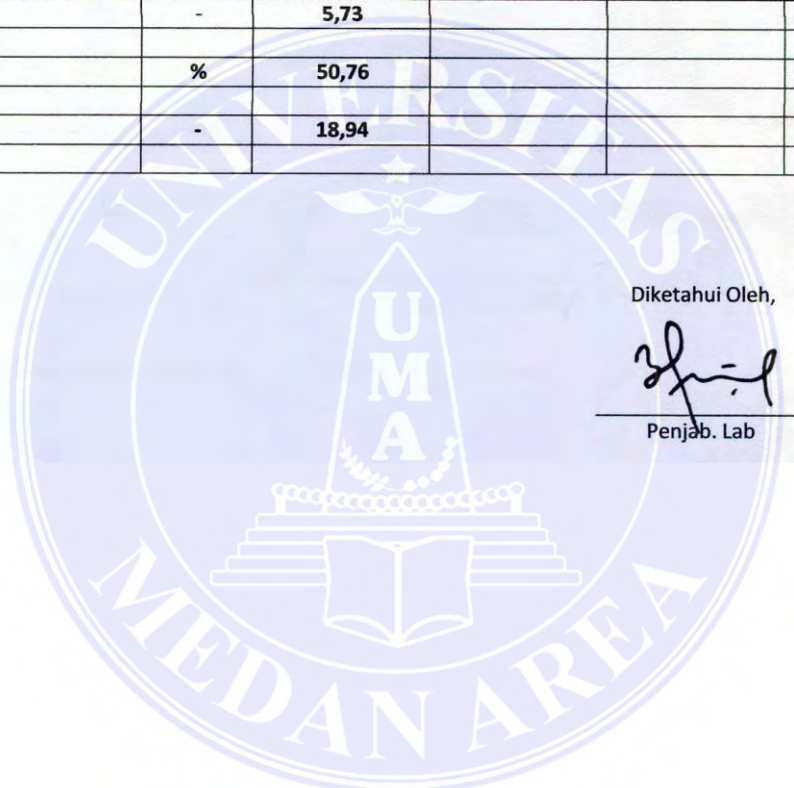 - 5,73
% 50,76
- 18,94
UNIVERSITAS
UMA
MEDAN AREA
Diketahui Oleh,
Penjab. Lab